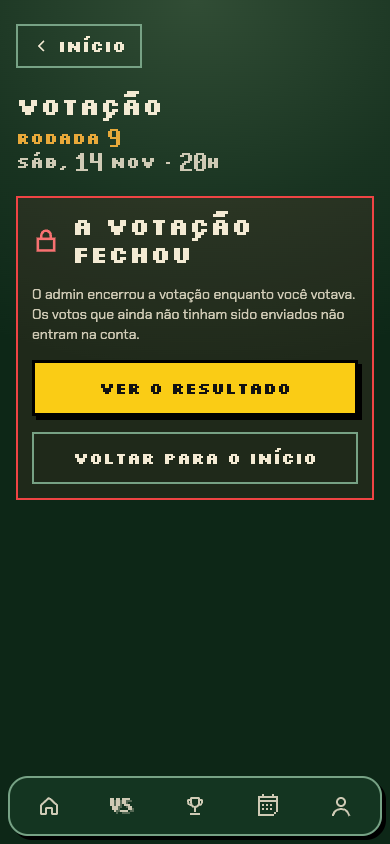 INÍCIO
VOTAÇÃO
RODADA 9
SÁB, 14 NOV · 20H
A VOTAÇÃO
FECHOU
O admin encerrou a votação enquanto você votava.
Os votos que ainda não tinham sido enviados não
entram na conta.
VER O RESULTADO
VOLTAR PARA O INÍCIO
VS